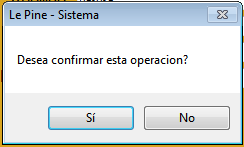 Le Pine - Sistema
Desea confirmar esta operacion?
Sí
No